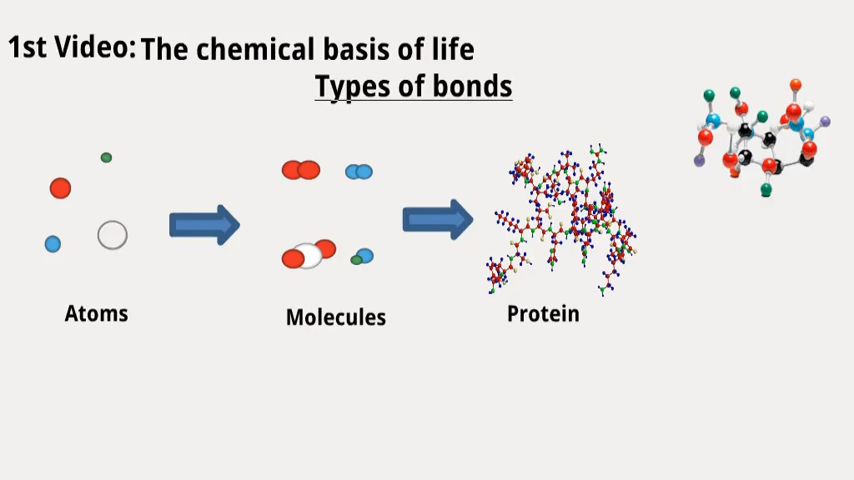 1st Video: The chemical basis of life
Types of bonds
Atoms
Molecules
Protein